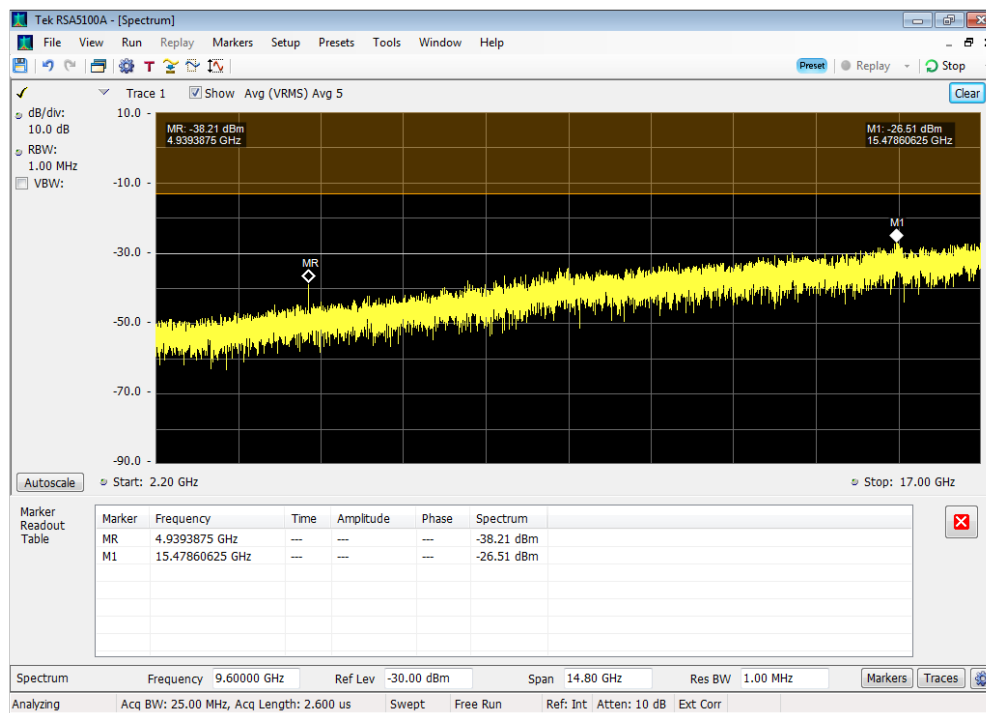 Tek RSA5100A - [Spectrum]
File View Run Replay Markers Setup Presets Tools Window Help
T Preset Replay Stop
Trace 1 Show Avg (VRMS) Avg 5 Clear
dB/div:
10.0 dB
RBW:
1.00 MHz
VBW:
10.0 -
-10.0 -
-30.0 -
-50.0 -
-70.0 -
-90.0 -
MR: -38.21 dBm
4.9393875 GHz
M1: -26.51 dBm
15.47860625 GHz
M1
MR
Autoscale Start: 2.20 GHz Stop: 17.00 GHz
Marker
Readout
Table
Marker Frequency Time Amplitude Phase Spectrum
MR 4.9393875 GHz --- --- --- -38.21 dBm
M1 15.47860625 GHz --- --- --- -26.51 dBm
Spectrum Frequency 9.60000 GHz Ref Lev -30.00 dBm Span 14.80 GHz Res BW 1.00 MHz Markers Traces
Analyzing Acq BW: 25.00 MHz, Acq Length: 2.600 us Swept Free Run Ref: Int Atten: 10 dB Ext Corr